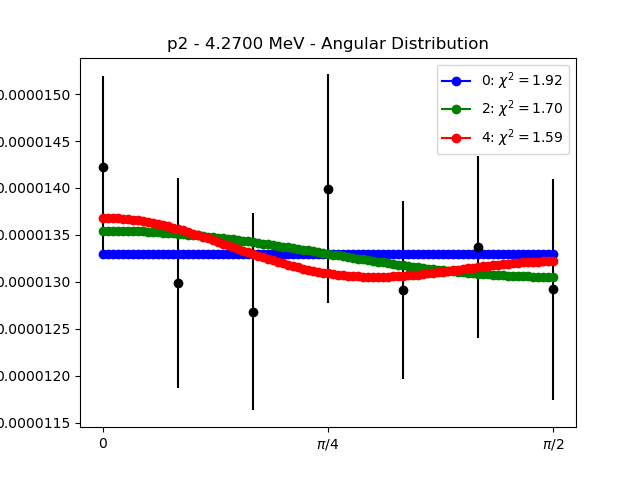 p2 - 4.2700 MeV - Angular Distribution
0: χ² = 1.92
2: χ² = 1.70
4: χ² = 1.59
0.0000150
0.0000145
0.0000140
0.0000135
0.0000130
0.0000125
0.0000120
0.0000115
0
π/4
π/2